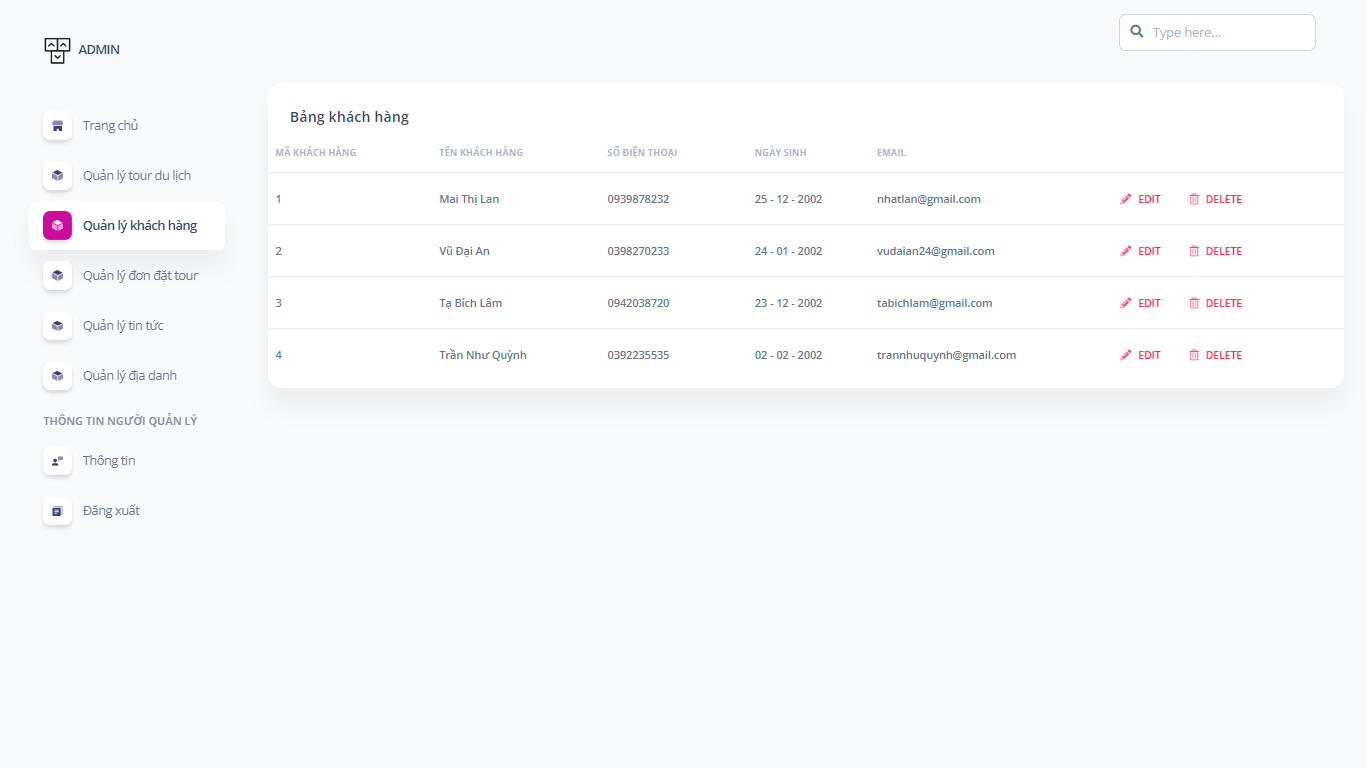 ADMIN
Type here...
Trang chủ
Quản lý tour du lịch
Quản lý khách hàng
Quản lý đơn đặt tour
Quản lý tin tức
Quản lý địa danh
THÔNG TIN NGƯỜI QUẢN LÝ
Thông tin
Đăng xuất
Bảng khách hàng
MÃ KHÁCH HÀNG TÊN KHÁCH HÀNG SỐ ĐIỆN THOẠI NGÀY SINH EMAIL
1 Mai Thị Lan 0939878232 25 - 12 - 2002 nhatlan@gmail.com EDIT DELETE
2 Vũ Đại An 0398270233 24 - 01 - 2002 vudaian24@gmail.com EDIT DELETE
3 Tạ Bích Lâm 0942038720 23 - 12 - 2002 tabichlam@gmail.com EDIT DELETE
4 Trần Như Quỳnh 0392235535 02 - 02 - 2002 trannhuquynh@gmail.com EDIT DELETE